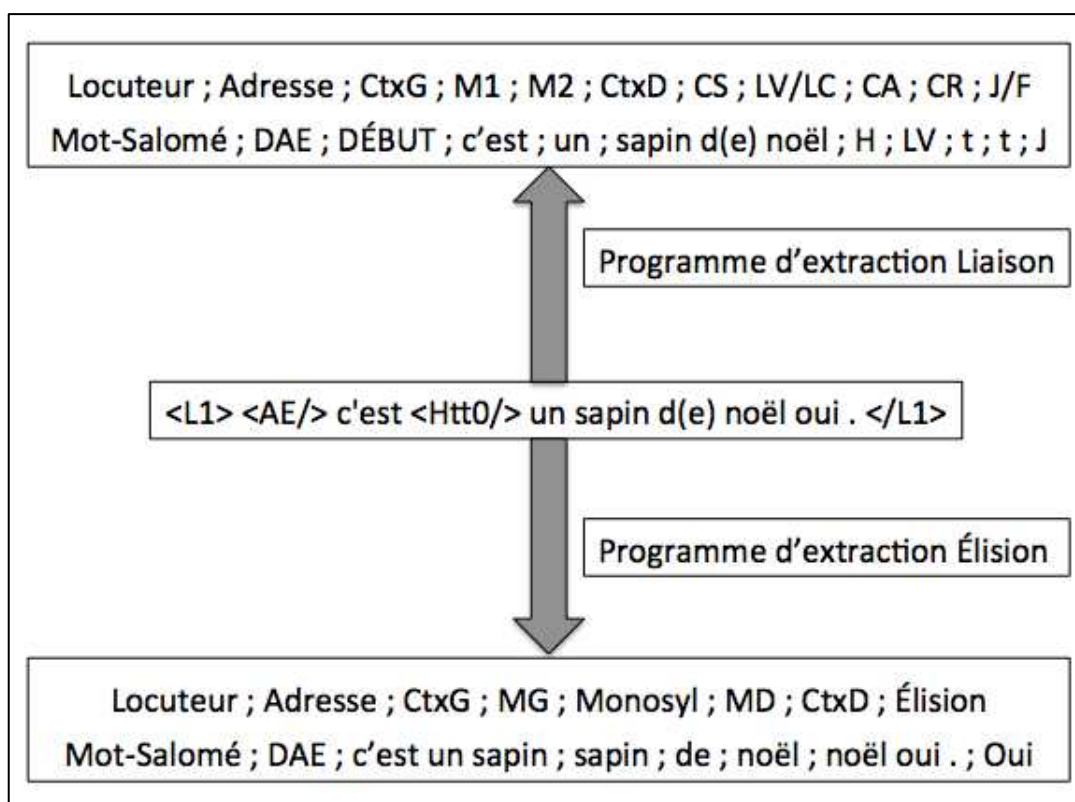 Locuteur ; Adresse ; CtxG ; M1 ; M2 ; CtxD ; CS ; LV/LC ; CA ; CR ; J/F
Mot-Salomé ; DAE ; DÉBUT ; c’est ; un ; sapin d(e) noël ; H ; LV ; t ; t ; J
Programme d’extraction Liaison
<L1> <AE/> c'est <Htt0/> un sapin d(e) noël oui . </L1>
Programme d’extraction Élision
Locuteur ; Adresse ; CtxG ; MG ; Monosyl ; MD ; CtxD ; Élision
Mot-Salomé ; DAE ; c’est un sapin ; sapin ; de ; noël ; noël oui . ; Oui